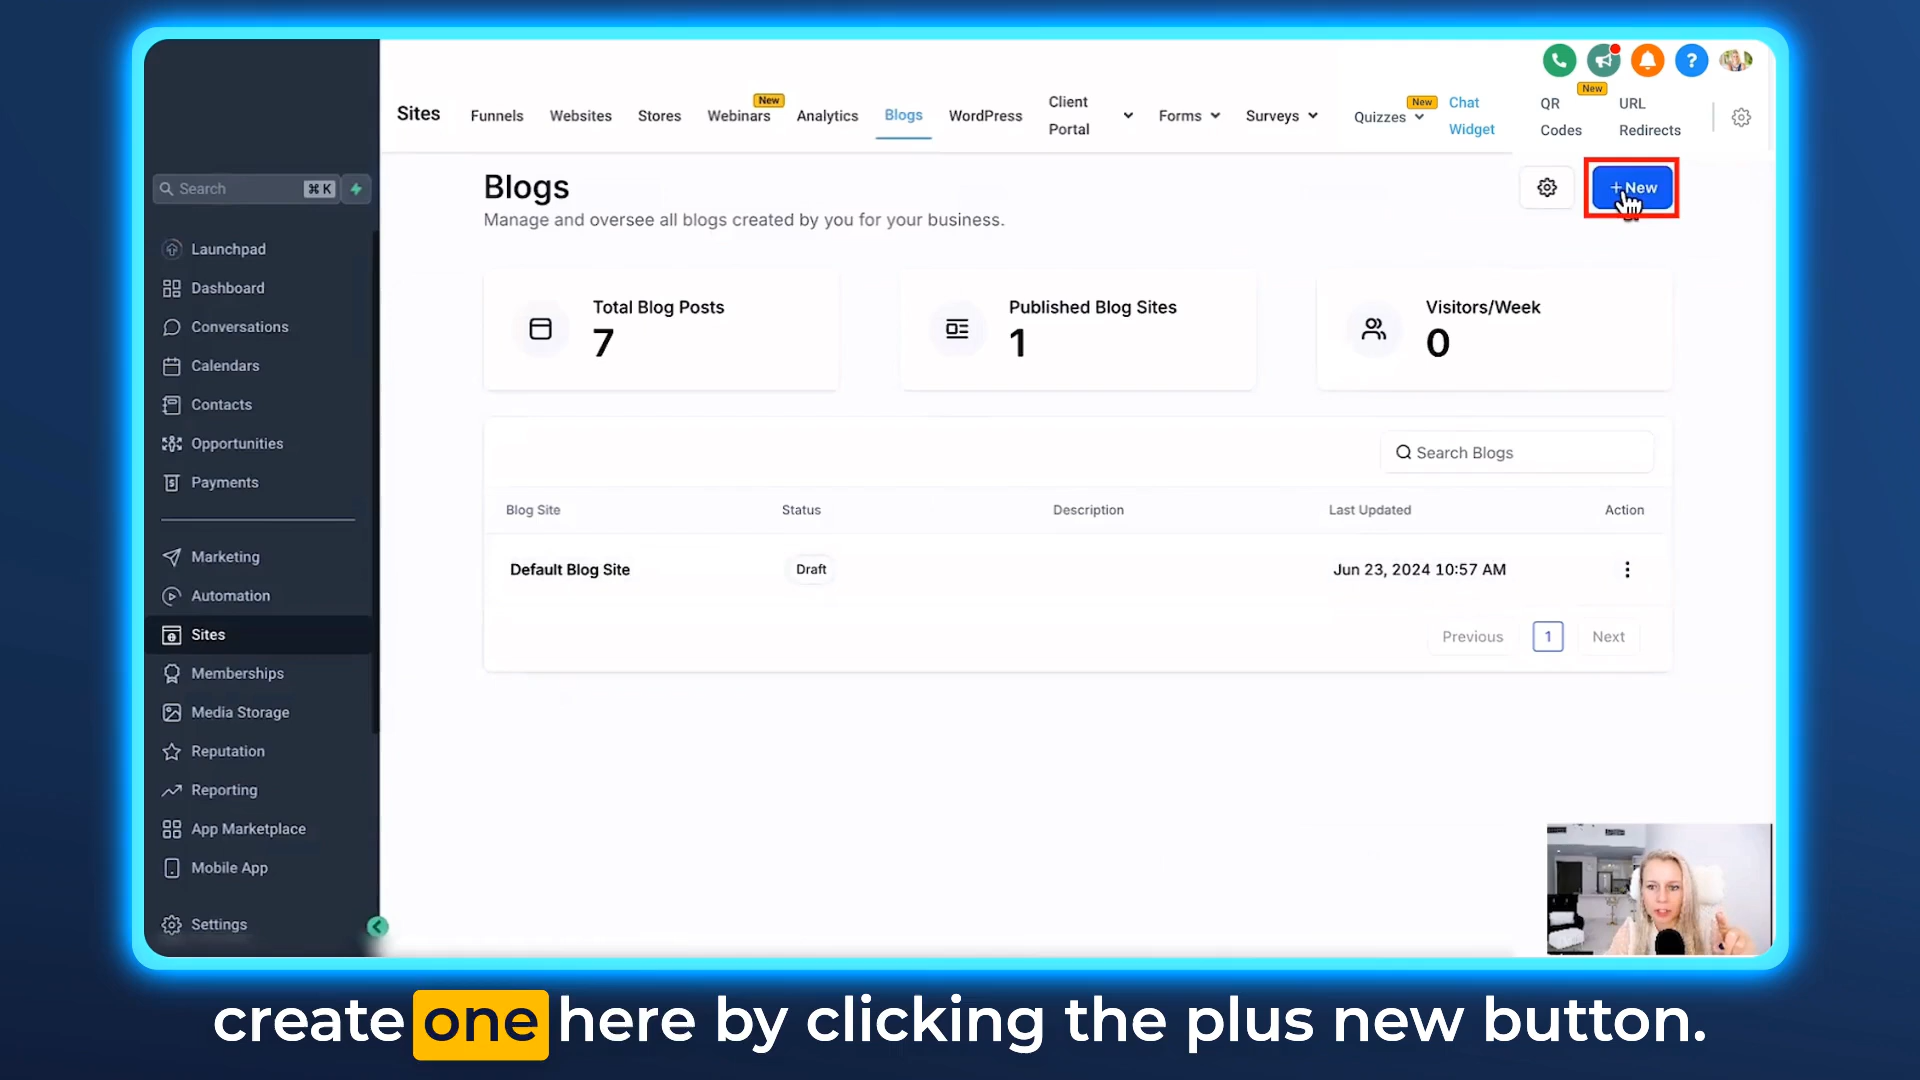 Sites
Funnels
Websites
Stores
Webinars
New
Analytics
Blogs
WordPress
Client
Portal
Forms
Surveys
Quizzes
New
Chat
Widget
QR
Codes
New
URL
Redirects
?
Search
⌘ K
Launchpad
Dashboard
Conversations
Calendars
Contacts
Opportunities
Payments
Marketing
Automation
Sites
Memberships
Media Storage
Reputation
Reporting
App Marketplace
Mobile App
Settings
Blogs
Manage and oversee all blogs created by you for your business.
+ New
Total Blog Posts
7
Published Blog Sites
1
Visitors/Week
0
Search Blogs
Blog Site Status Description Last Updated Action
Default Blog Site Draft Jun 23, 2024 10:57 AM
Previous 1 Next
create one here by clicking the plus new button.